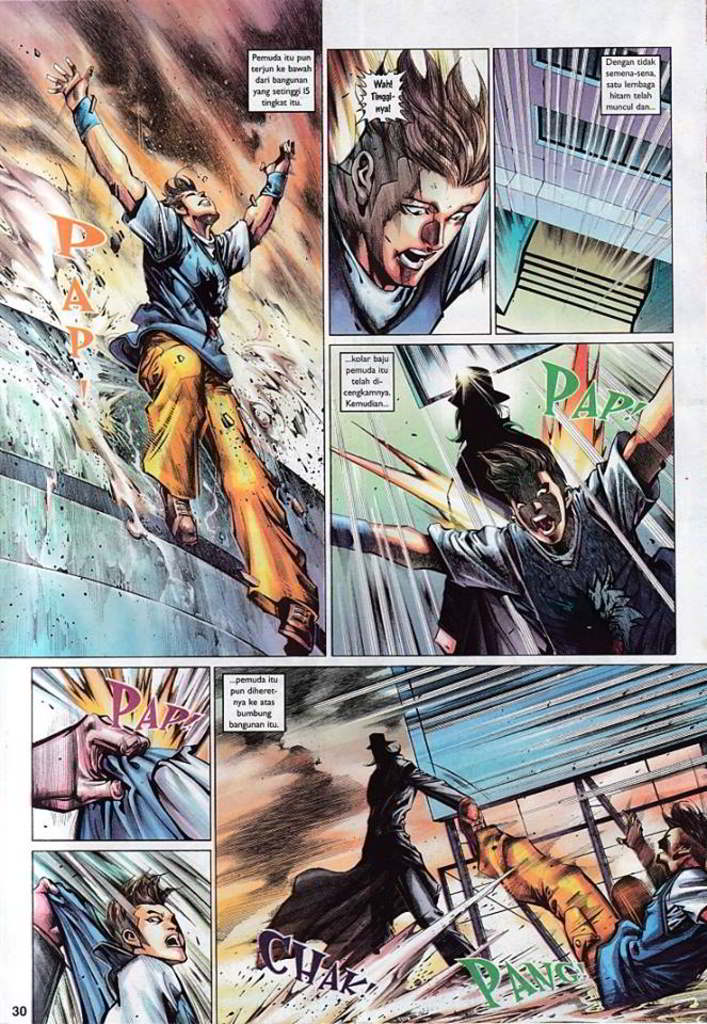 Pemuda itu pun
terjun ke bawah
dari bangunan
yang setinggi 15
tingkat itu.
PAP!
Wah!
Tinggi-
nya!
Dengan tidak
semena-sena,
satu lembaga
hitam telah
muncul dan...
...kolar baju
pemuda itu
telah di-
cengkamnya.
Kemudian...
PAP!
PAP!
...pemuda itu
pun diheret-
nya ke atas
bumbung
bangunan itu.
CHAK!
PANG
30